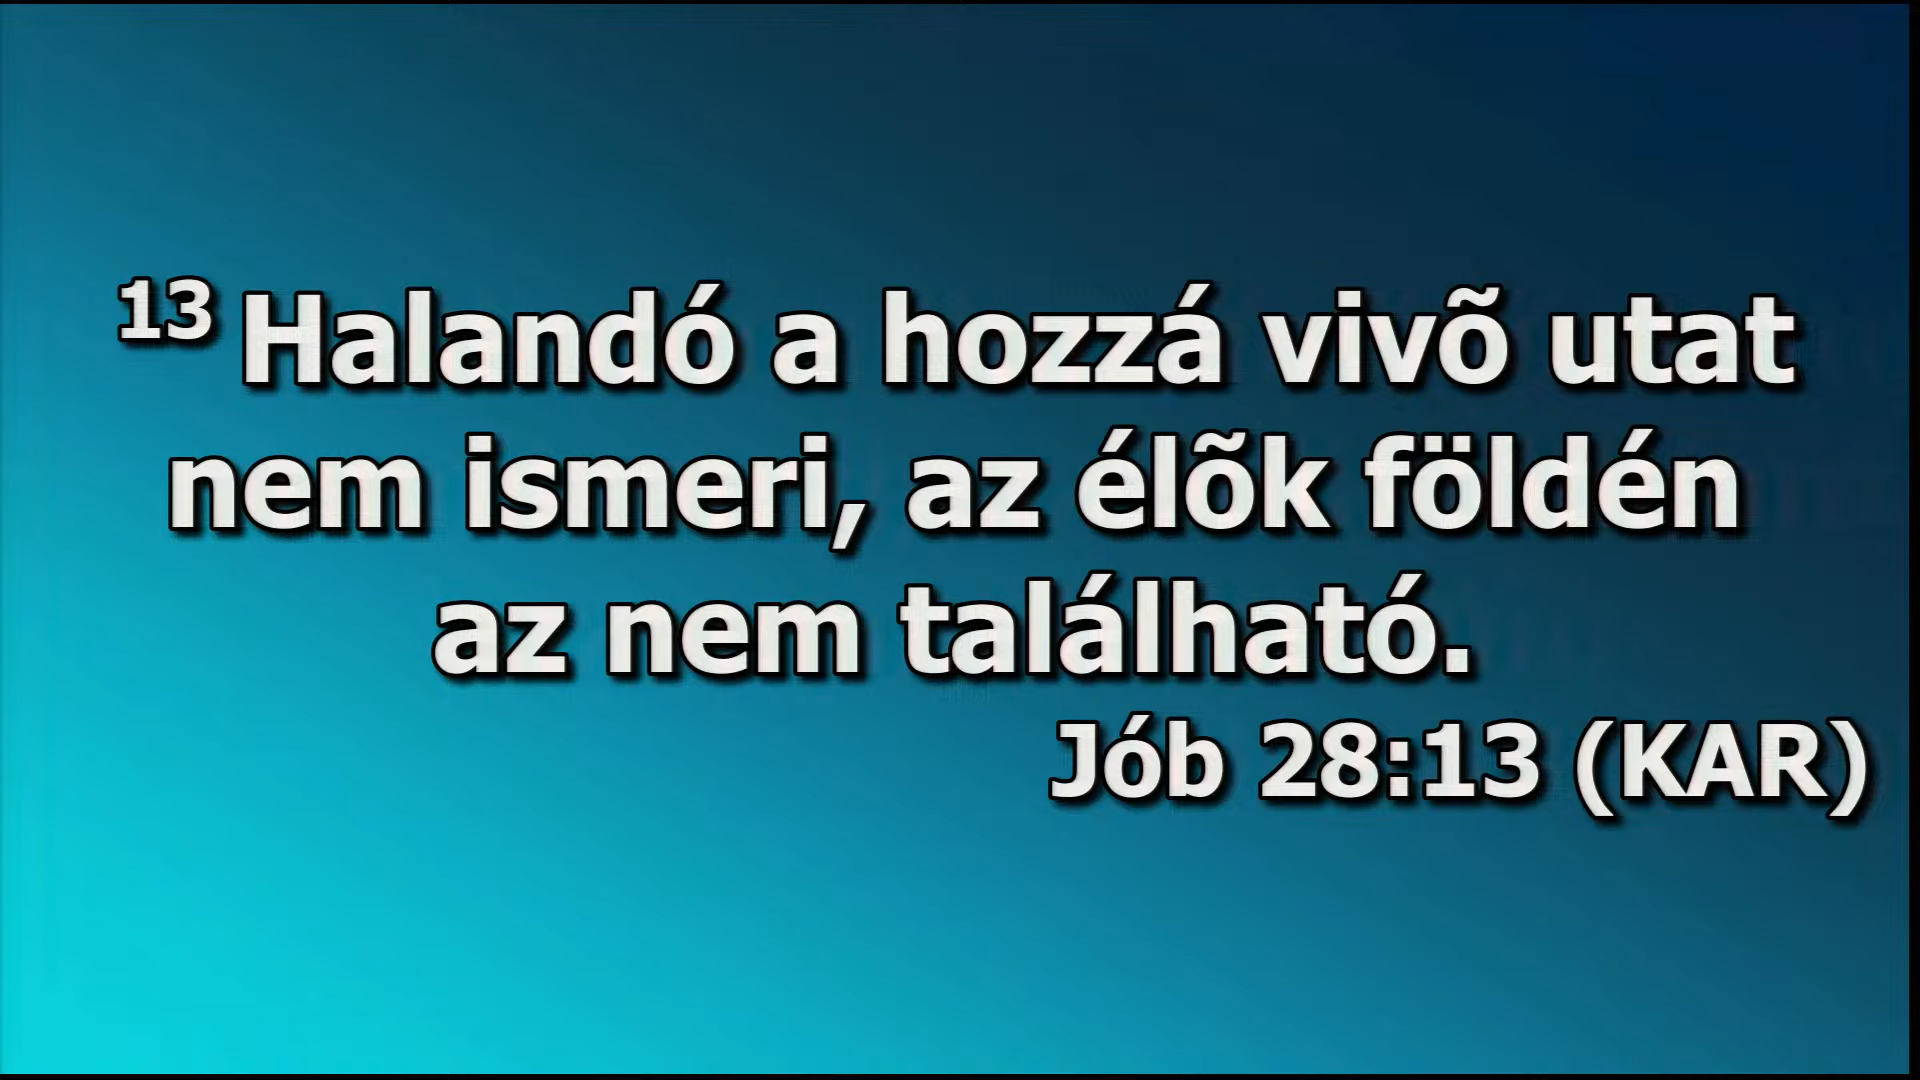 13 Halandó a hozzá vivõ utat
nem ismeri, az élõk földén
az nem található.
Jób 28:13 (KAR)